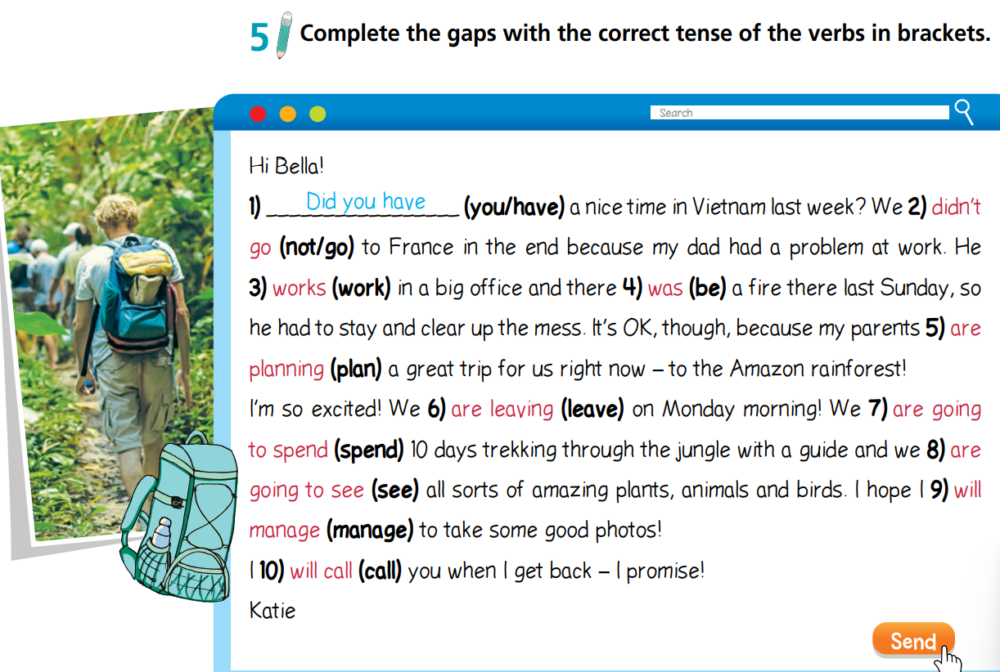 5 Complete the gaps with the correct tense of the verbs in brackets.
Search
Hi Bella!
1) _________________ Did you have (you/have) a nice time in Vietnam last week? We 2) didn't
go (not/go) to France in the end because my dad had a problem at work. He
3) works (work) in a big office and there 4) was (be) a fire there last Sunday, so
he had to stay and clear up the mess. It's OK, though, because my parents 5) are
planning (plan) a great trip for us right now – to the Amazon rainforest!
I'm so excited! We 6) are leaving (leave) on Monday morning! We 7) are going
to spend (spend) 10 days trekking through the jungle with a guide and we 8) are
going to see (see) all sorts of amazing plants, animals and birds. I hope I 9) will
manage (manage) to take some good photos!
I 10) will call (call) you when I get back – I promise!
Katie
Send